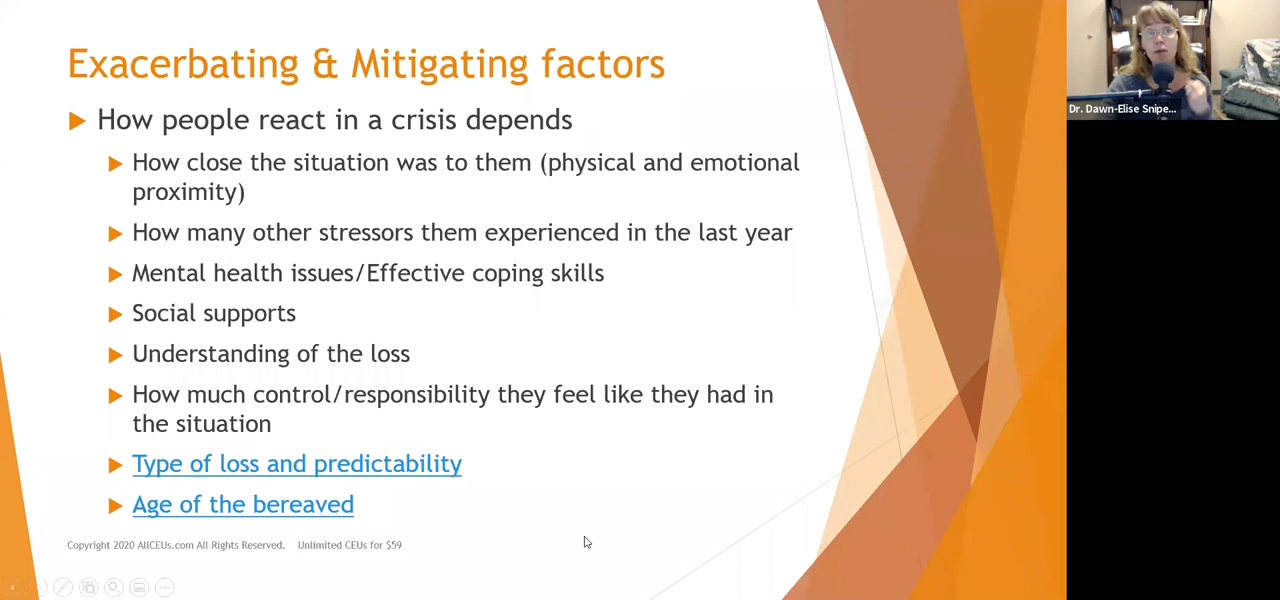 Exacerbating & Mitigating factors
How people react in a crisis depends
How close the situation was to them (physical and emotional
proximity)
How many other stressors them experienced in the last year
Mental health issues/Effective coping skills
Social supports
Understanding of the loss
How much control/responsibility they feel like they had in
the situation
Type of loss and predictability
Age of the bereaved
Copyright 2020 AllCEUs.com All Rights Reserved. Unlimited CEUs for $59
Dr. Dawn-Elise Snipe...